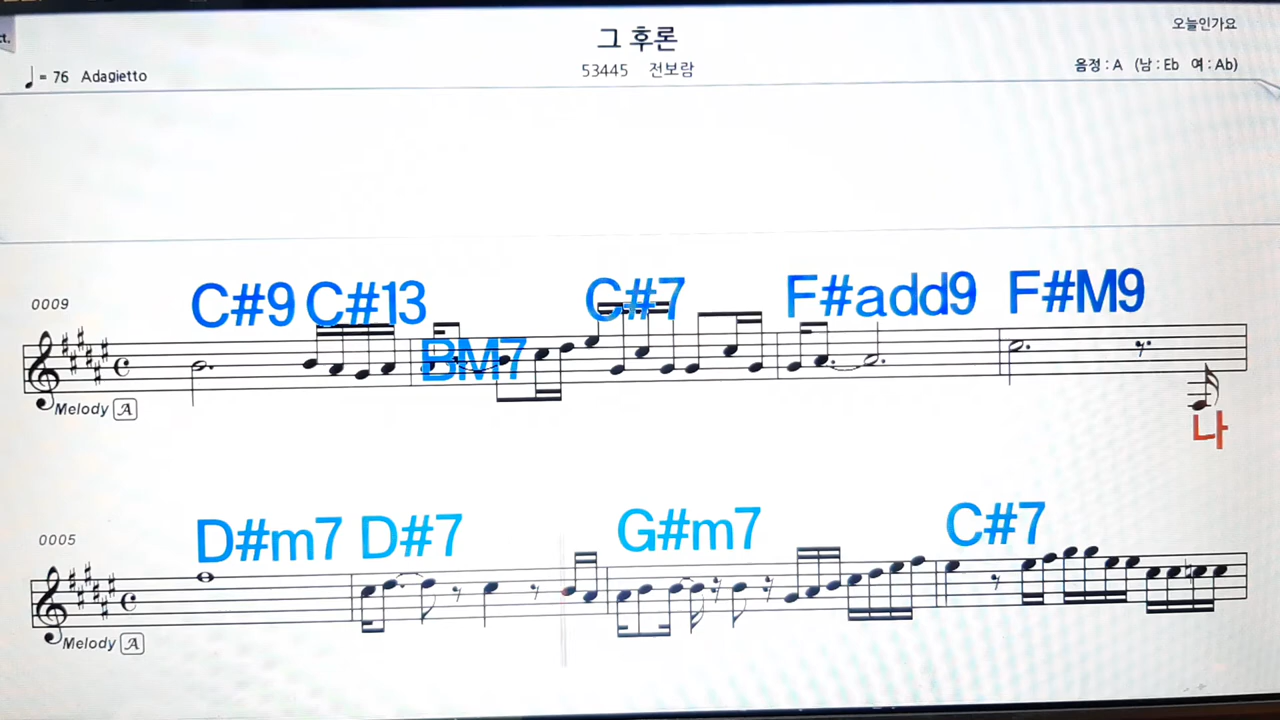 ct.
오늘인가요
그 후론
53445 전보람
♩= 76 Adagietto
음정 : A (남 : Eb 여 : Ab)
0009
C#9 C#13 BM7 C#7 F#add9 F#M9
Melody A
나
0005
D#m7 D#7 G#m7 C#7
Melody A